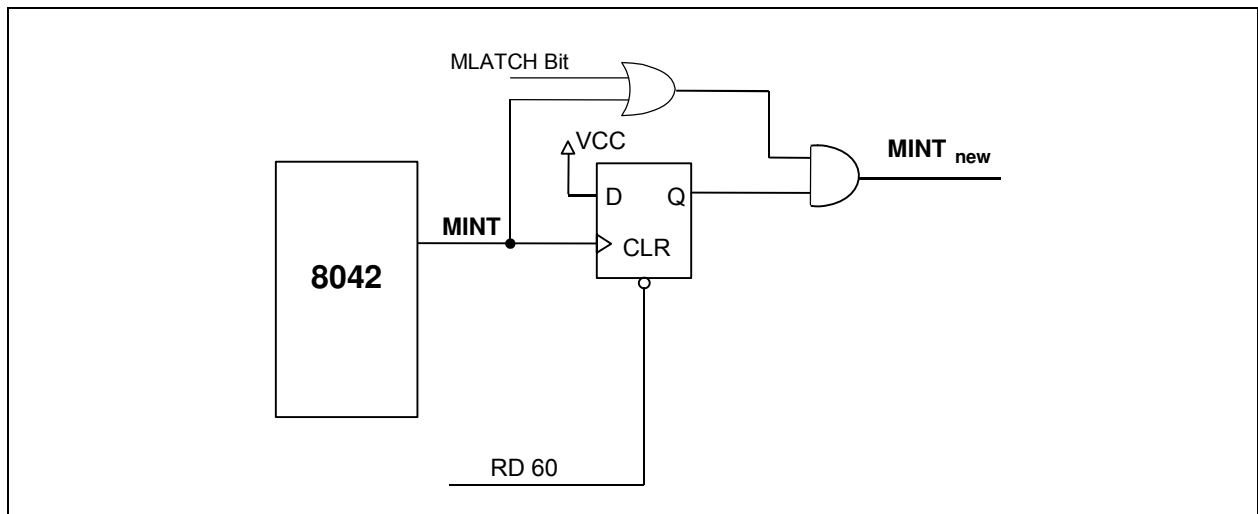 MLATCH Bit
VCC
MINT new
D Q
MINT
CLR
8042
RD 60